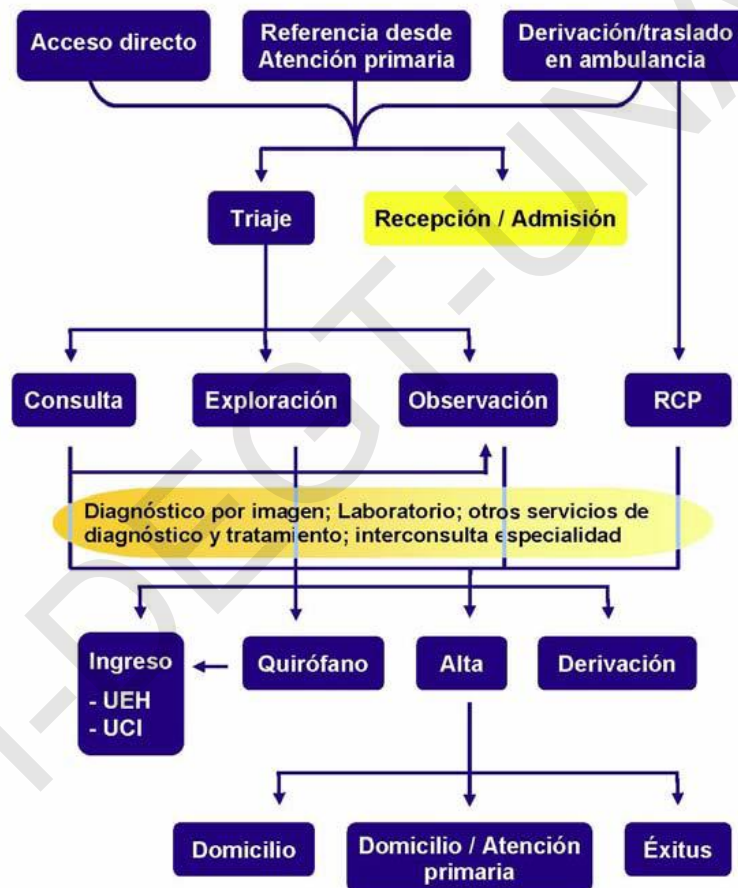 Acceso directo
Referencia desde
Atención primaria
Derivación/traslado
en ambulancia
Triaje
Recepción / Admisión
Consulta
Exploración
Observación
RCP
Diagnóstico por imagen; Laboratorio; otros servicios de
diagnóstico y tratamiento; interconsulta especialidad
Ingreso
- UEH
- UCI
Quirófano
Alta
Derivación
Domicilio
Domicilio / Atención
primaria
Éxitus